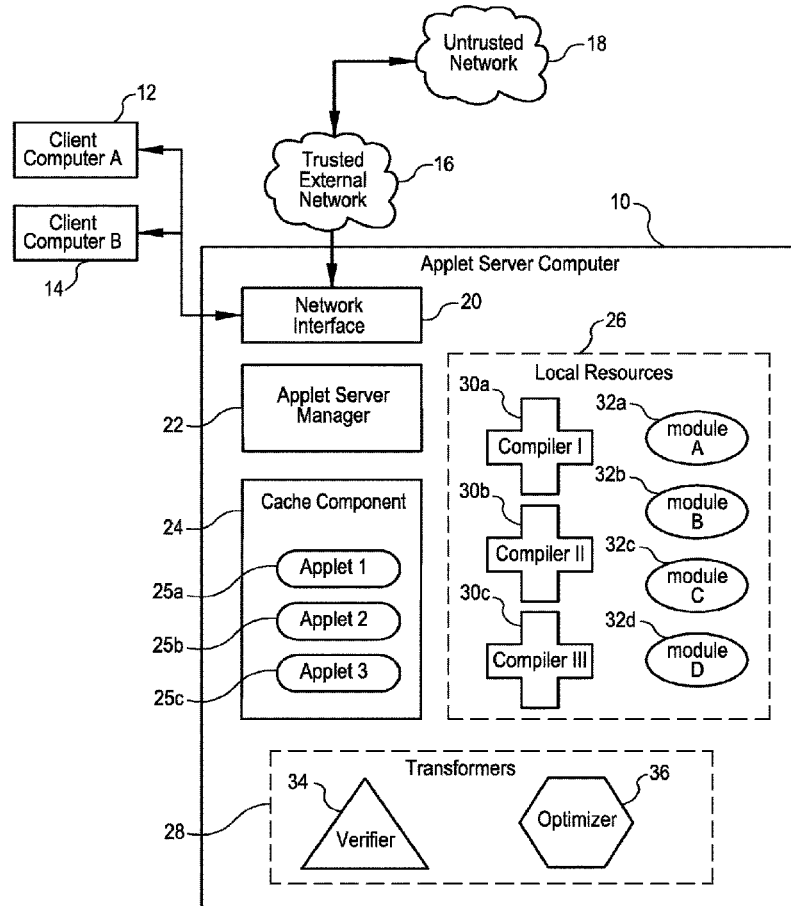 Untrusted
Network
18
12
Client
Computer A
Trusted
External
Network
16
Client
Computer B
14
10
Applet Server Computer
Network
Interface
20
26
Local Resources
Applet Server
Manager
22
30a
Compiler I
32a
module
A
32b
module
B
Cache Component
24
30b
Compiler II
32c
module
C
Applet 1
25a
Applet 2
25b
Applet 3
25c
30c
Compiler III
32d
module
D
Transformers
34
Verifier
36
Optimizer
28